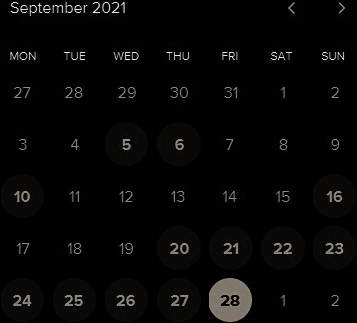 September 2021
MON TUE WED THU FRI SAT SUN
27 28 29 30 31 1 2
3 4 5 6 7 8 9
10 11 12 13 14 15 16
17 18 19 20 21 22 23
24 25 26 27 28 1 2